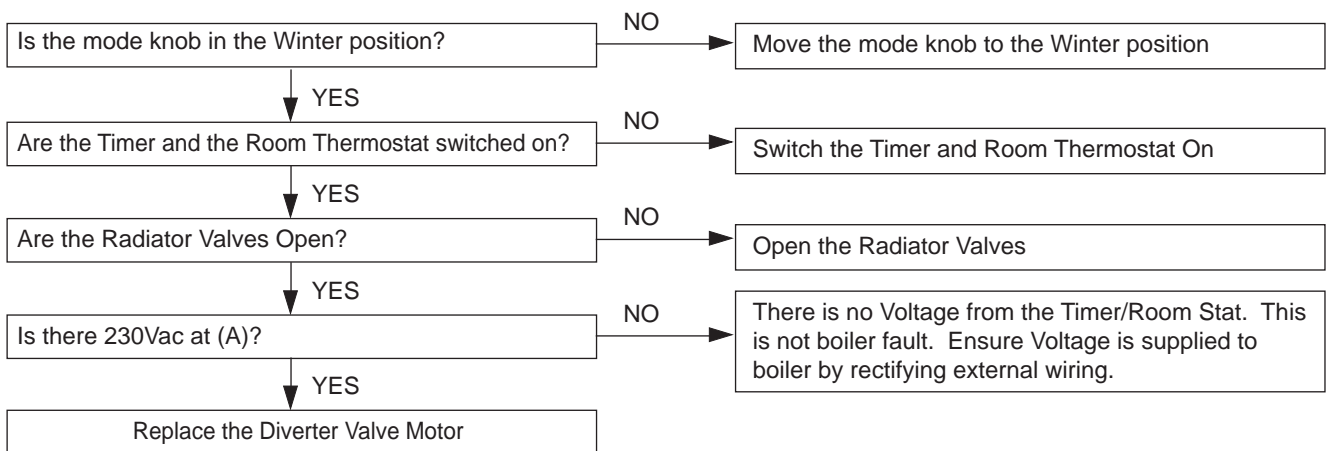 Is the mode knob in the Winter position?
NO
Move the mode knob to the Winter position
YES
Are the Timer and the Room Thermostat switched on?
NO
Switch the Timer and Room Thermostat On
YES
Are the Radiator Valves Open?
NO
Open the Radiator Valves
YES
Is there 230Vac at (A)?
NO
There is no Voltage from the Timer/Room Stat. This
is not boiler fault. Ensure Voltage is supplied to
boiler by rectifying external wiring.
YES
Replace the Diverter Valve Motor